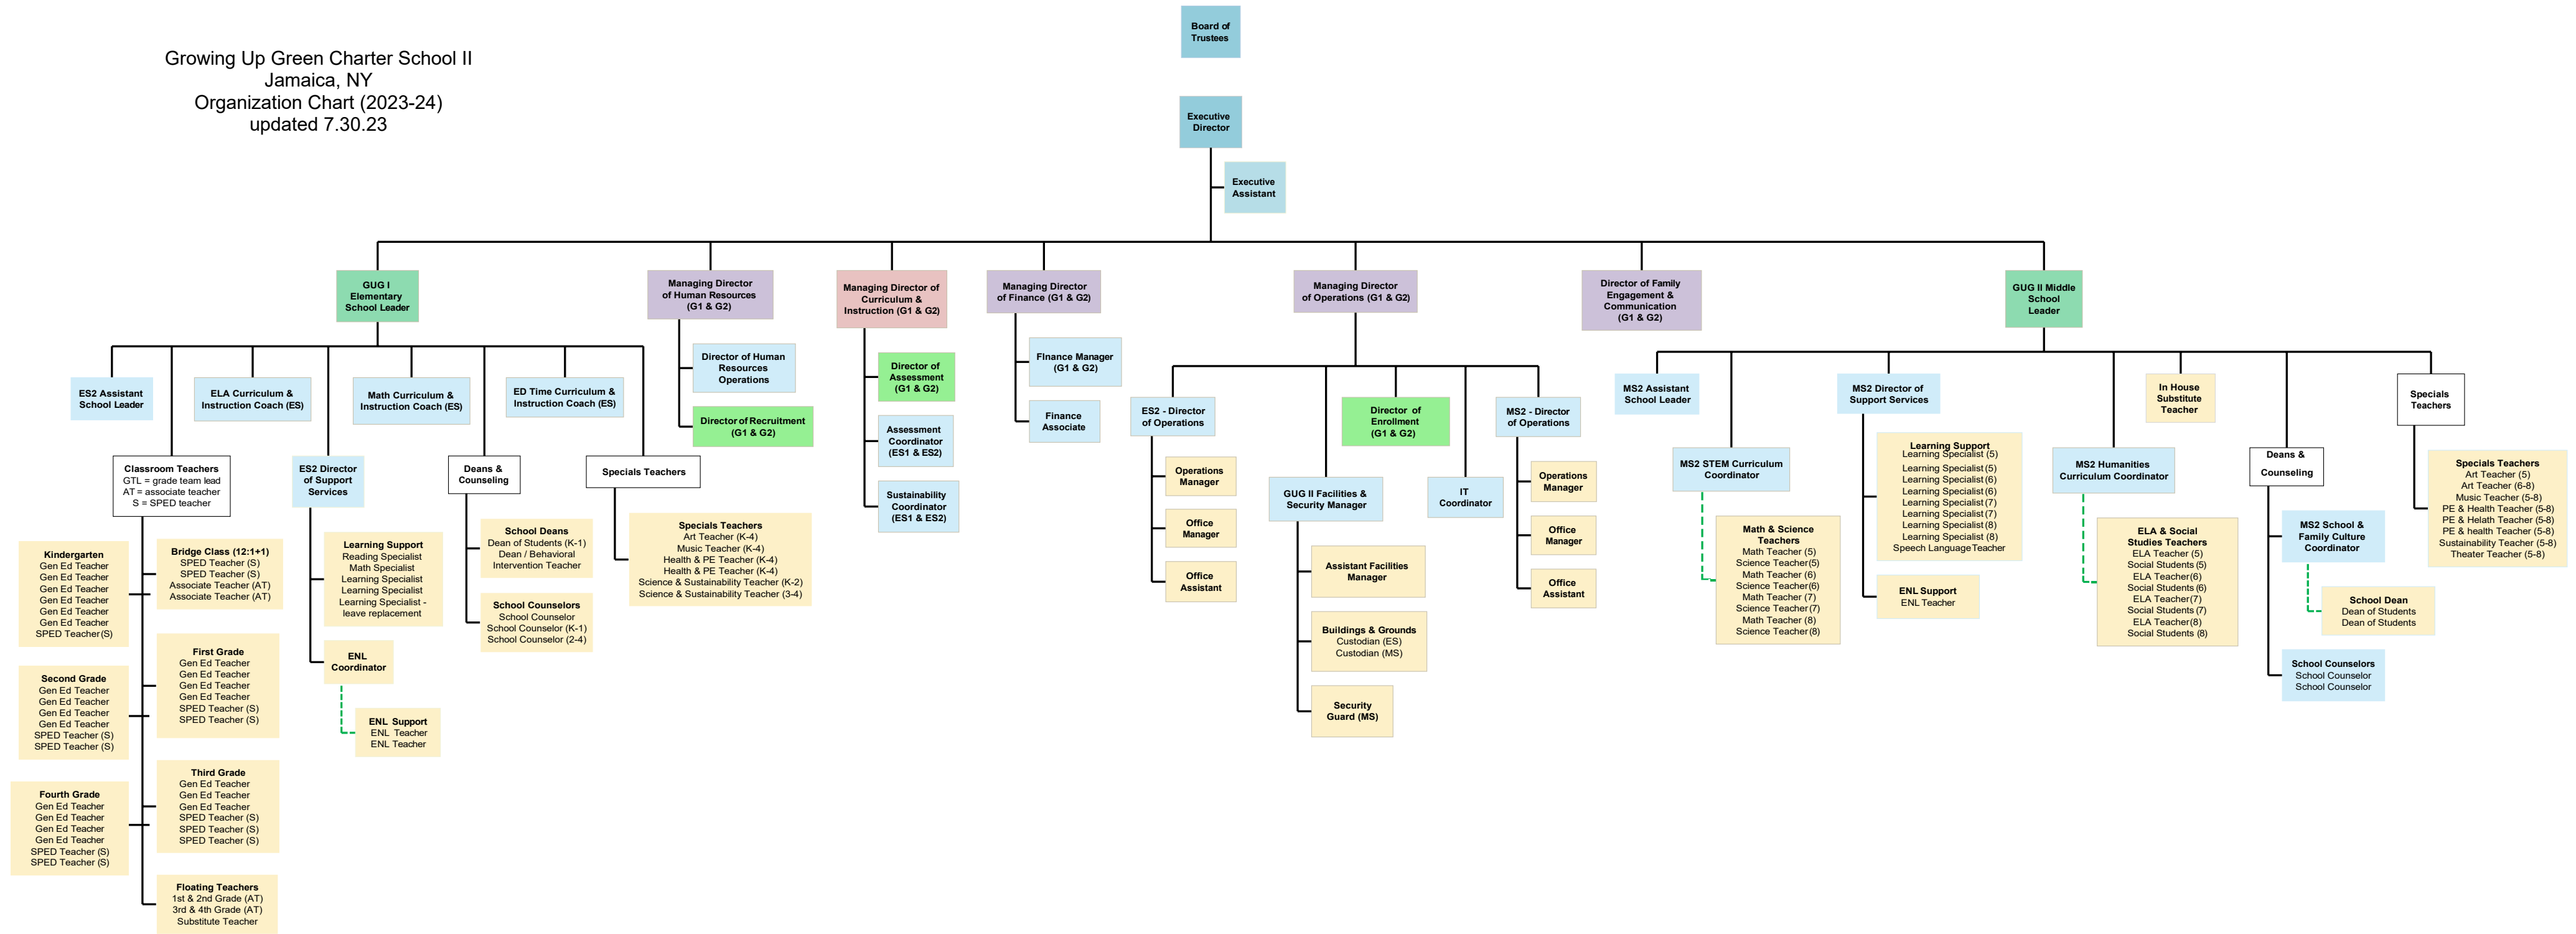 Growing Up Green Charter School II
Jamaica, NY
Organization Chart (2023-24)
updated 7.30.23
Board of
Trustees
Executive
Director
Executive
Assistant
GUG I
Elementary
School Leader
Managing Director
of Human Resources
(G1 & G2)
Managing Director of
Curriculum &
Instruction (G1 & G2)
Managing Director
of Finance (G1 & G2)
Managing Director
of Operations (G1 & G2)
Director of Family
Engagement &
Communication
(G1 & G2)
GUG II Middle
School
Leader
ES2 Assistant
School Leader
ELA Curriculum &
Instruction Coach (ES)
Math Curriculum &
Instruction Coach (ES)
ED Time Curriculum &
Instruction Coach (ES)
Classroom Teachers
GTL = grade team lead
AT = associate teacher
S = SPED teacher
ES2 Director
of Support
Services
Deans &
Counseling
Specials Teachers
Kindergarten
Gen Ed Teacher
Gen Ed Teacher
Gen Ed Teacher
Gen Ed Teacher
Gen Ed Teacher
Gen Ed Teacher
SPED Teacher (S)
Bridge Class (12:1+1)
SPED Teacher (S)
SPED Teacher (S)
Associate Teacher (AT)
Associate Teacher (AT)
First Grade
Gen Ed Teacher
Gen Ed Teacher
Gen Ed Teacher
Gen Ed Teacher
SPED Teacher (S)
SPED Teacher (S)
Second Grade
Gen Ed Teacher
Gen Ed Teacher
Gen Ed Teacher
Gen Ed Teacher
SPED Teacher (S)
SPED Teacher (S)
Third Grade
Gen Ed Teacher
Gen Ed Teacher
Gen Ed Teacher
SPED Teacher (S)
SPED Teacher (S)
SPED Teacher (S)
Fourth Grade
Gen Ed Teacher
Gen Ed Teacher
Gen Ed Teacher
Gen Ed Teacher
SPED Teacher (S)
SPED Teacher (S)
Floating Teachers
1st & 2nd Grade (AT)
3rd & 4th Grade (AT)
Substitute Teacher
Learning Support
Reading Specialist
Math Specialist
Learning Specialist
Learning Specialist
Learning Specialist -
leave replacement
ENL
Coordinator
ENL Support
ENL Teacher
ENL Teacher
School Deans
Dean of Students (K-1)
Dean / Behavioral
Intervention Teacher
School Counselors
School Counselor
School Counselor (K-1)
School Counselor (2-4)
Specials Teachers
Art Teacher (K-4)
Music Teacher (K-4)
Health & PE Teacher (K-4)
Health & PE Teacher (K-4)
Science & Sustainability Teacher (K-2)
Science & Sustainability Teacher (3-4)
Director of Human
Resources
Operations
Director of Recruitment
(G1 & G2)
Director of
Assessment
(G1 & G2)
Assessment
Coordinator
(ES1 & ES2)
Sustainability
Coordinator
(ES1 & ES2)
FInance Manager
(G1 & G2)
Finance
Associate
ES2 - Director
of Operations
Operations
Manager
Office
Manager
Office
Assistant
GUG II Facilities &
Security Manager
Assistant Facilities
Manager
Buildings & Grounds
Custodian (ES)
Custodian (MS)
Security
Guard (MS)
Director of
Enrollment
(G1 & G2)
IT
Coordinator
MS2 - Director
of Operations
Operations
Manager
Office
Manager
Office
Assistant
MS2 Assistant
School Leader
MS2 STEM Curriculum
Coordinator
Math & Science
Teachers
Math Teacher (5)
Science Teacher (5)
Math Teacher (6)
Science Teacher (6)
Math Teacher (7)
Science Teacher (7)
Math Teacher (8)
Science Teacher (8)
MS2 Director of
Support Services
Learning Support
Learning Specialist (5)
Learning Specialist (5)
Learning Specialist (6)
Learning Specialist (6)
Learning Specialist (7)
Learning Specialist (7)
Learning Specialist (8)
Learning Specialist (8)
Speech Language Teacher
ENL Support
ENL Teacher
MS2 Humanities
Curriculum Coordinator
ELA & Social
Studies Teachers
ELA Teacher (5)
Social Students (5)
ELA Teacher (6)
Social Students (6)
ELA Teacher (7)
Social Students (7)
ELA Teacher (8)
Social Students (8)
In House
Substitute
Teacher
Deans &
Counseling
MS2 School &
Family Culture
Coordinator
School Dean
Dean of Students
Dean of Students
School Counselors
School Counselor
School Counselor
Specials
Teachers
Specials Teachers
Art Teacher (5)
Art Teacher (6-8)
Music Teacher (5-8)
PE & Health Teacher (5-8)
PE & Helath Teacher (5-8)
PE & health Teacher (5-8)
Sustainability Teacher (5-8)
Theater Teacher (5-8)